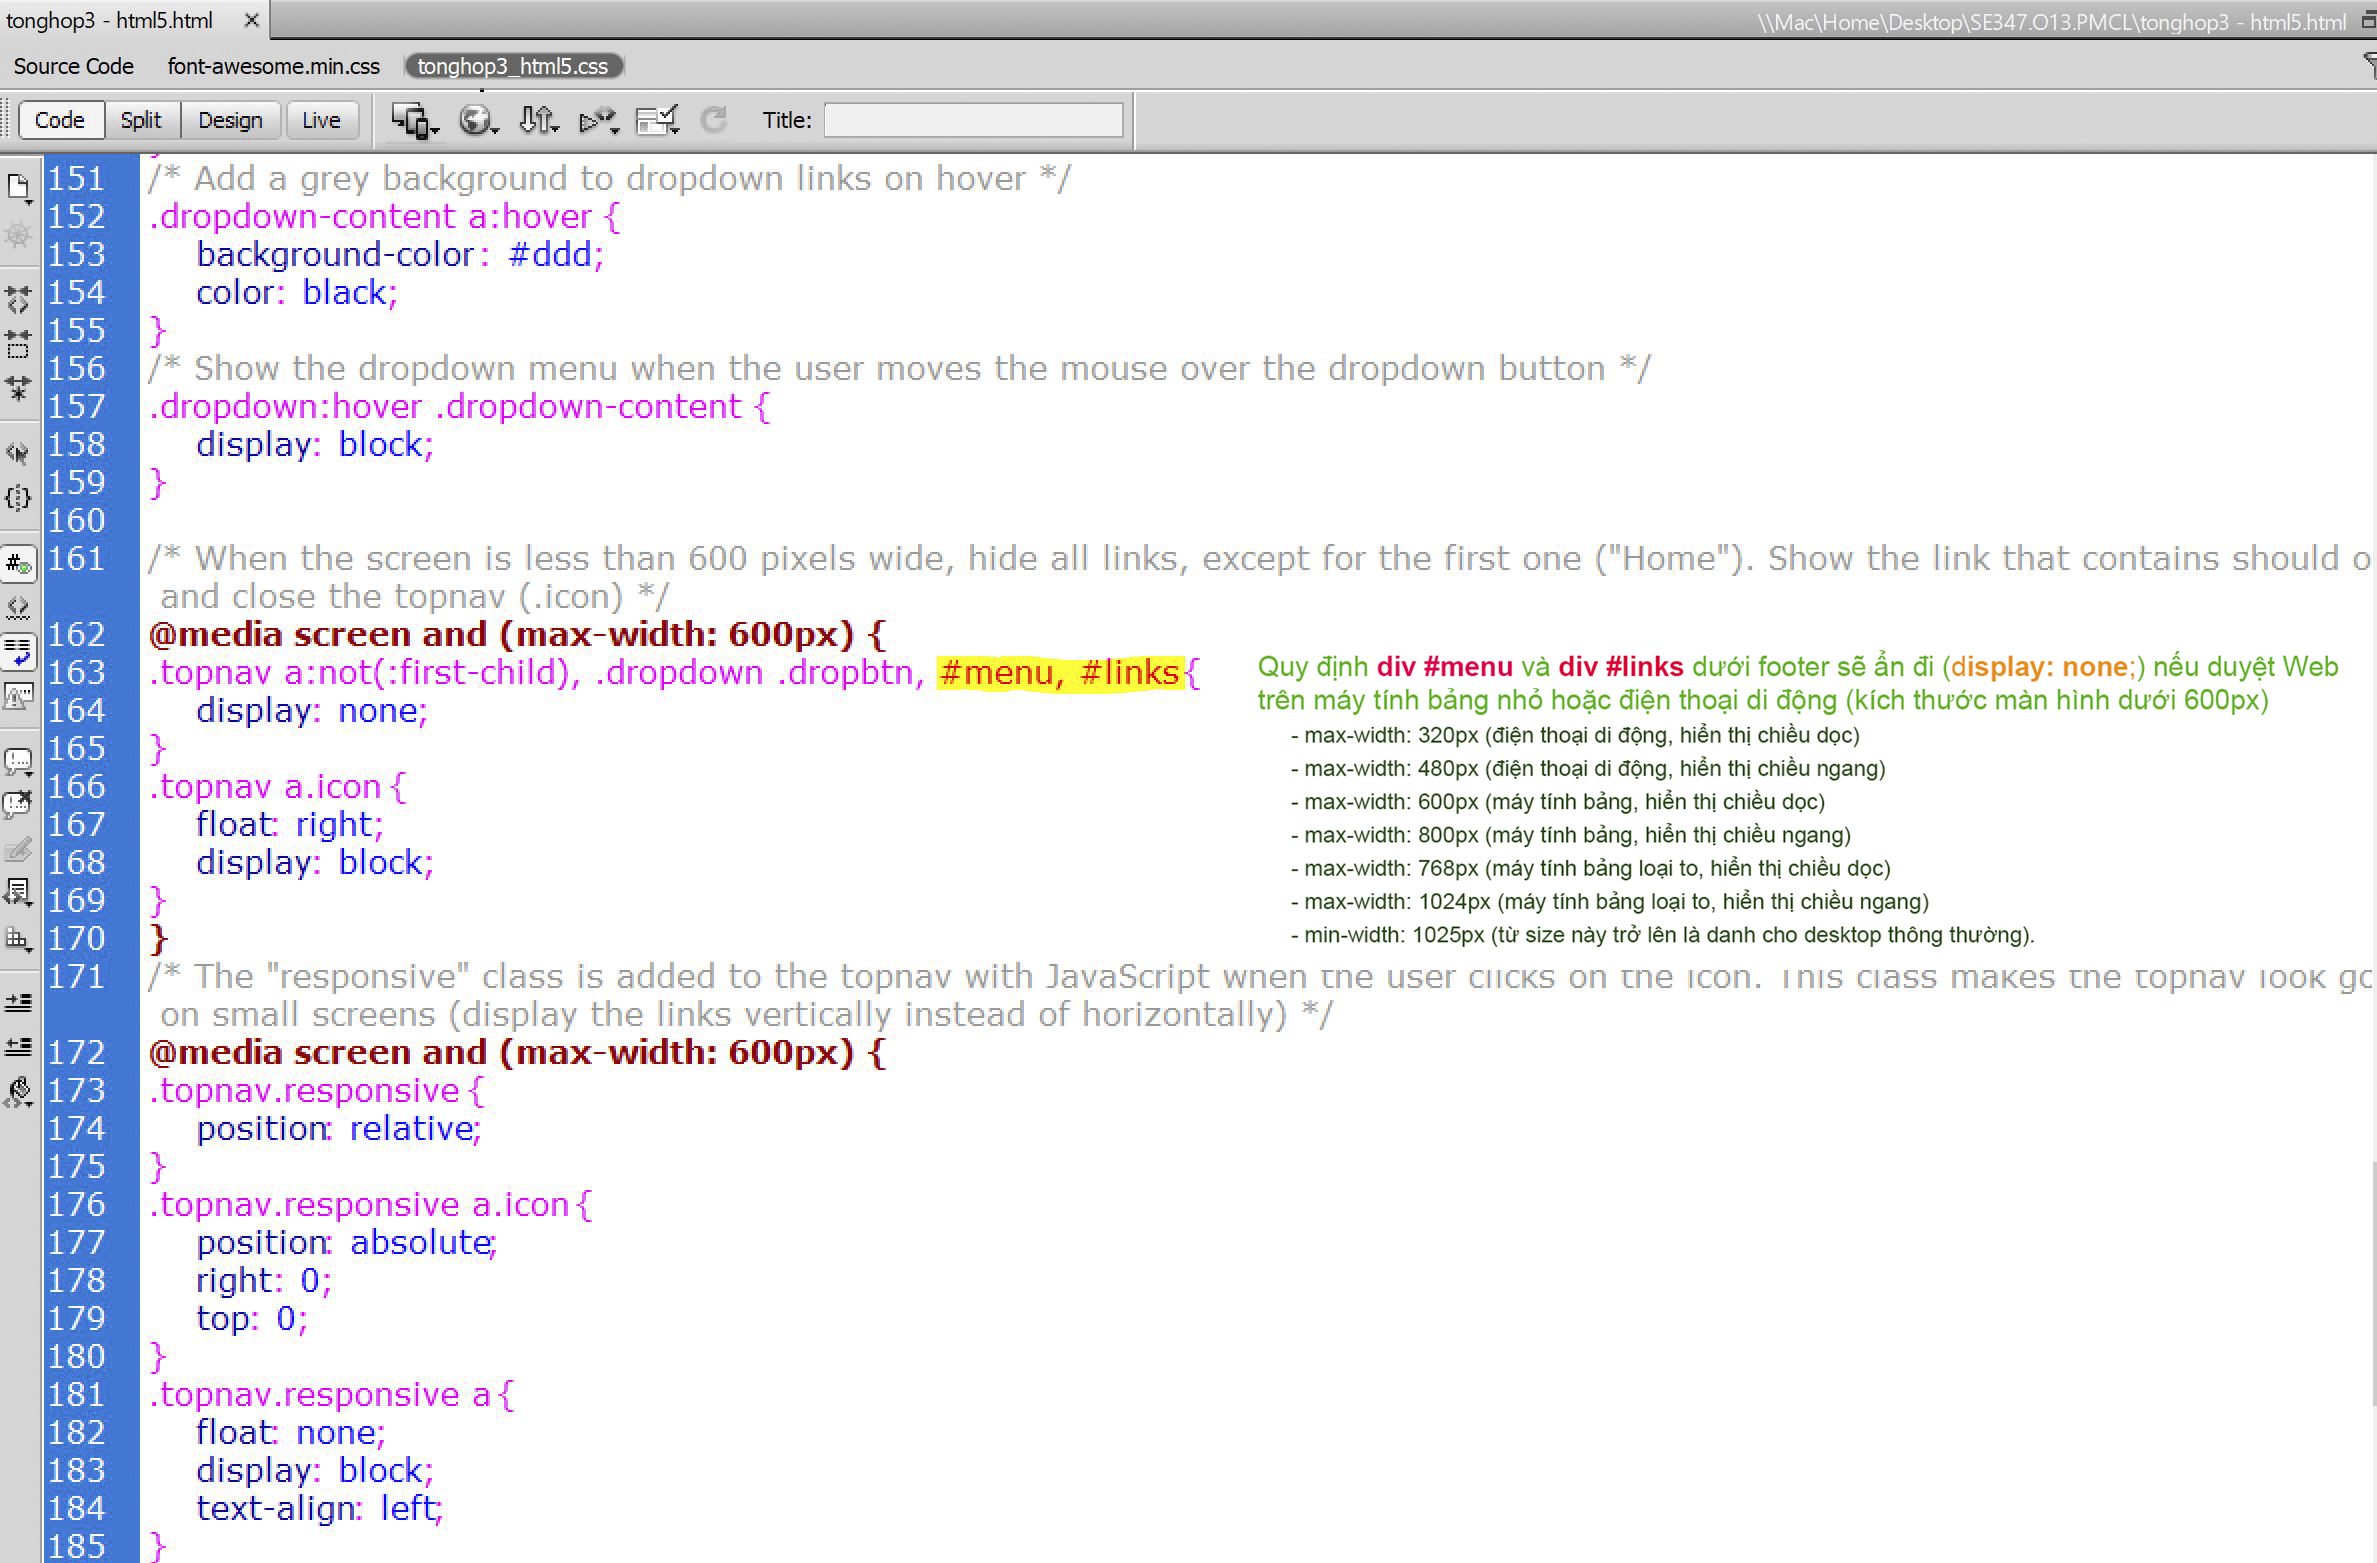 tonghop3 - html5.html
\\Mac\Home\Desktop\SE347.O13.PMCL\tonghop3 - html5.html
Source Code font-awesome.min.css tonghop3_html5.css
Code Split Design Live Title:
151 /* Add a grey background to dropdown links on hover */
152 .dropdown-content a:hover {
153 background-color: #ddd;
154 color: black;
155 }
156 /* Show the dropdown menu when the user moves the mouse over the dropdown button */
157 .dropdown:hover .dropdown-content {
158 display: block;
159 }
160
161 /* When the screen is less than 600 pixels wide, hide all links, except for the first one ("Home"). Show the link that contains should o
and close the topnav (.icon) */
162 @media screen and (max-width: 600px) {
163 .topnav a:not(:first-child), .dropdown .dropbtn, #menu, #links{
164 display: none;
165 }
166 .topnav a.icon {
167 float: right;
168 display: block;
169 }
170 }
Quy định div #menu và div #links dưới footer sẽ ẩn đi (display: none;) nếu duyệt Web
trên máy tính bảng nhỏ hoặc điện thoại di động (kích thước màn hình dưới 600px)
- max-width: 320px (điện thoại di động, hiển thị chiều dọc)
- max-width: 480px (điện thoại di động, hiển thị chiều ngang)
- max-width: 600px (máy tính bảng, hiển thị chiều dọc)
- max-width: 800px (máy tính bảng, hiển thị chiều ngang)
- max-width: 768px (máy tính bảng loại to, hiển thị chiều dọc)
- max-width: 1024px (máy tính bảng loại to, hiển thị chiều ngang)
- min-width: 1025px (từ size này trở lên là danh cho desktop thông thường).
171 /* The "responsive" class is added to the topnav with JavaScript when the user clicks on the icon. This class makes the topnav look go
on small screens (display the links vertically instead of horizontally) */
172 @media screen and (max-width: 600px) {
173 .topnav.responsive {
174 position: relative;
175 }
176 .topnav.responsive a.icon {
177 position: absolute;
178 right: 0;
179 top: 0;
180 }
181 .topnav.responsive a {
182 float: none;
183 display: block;
184 text-align: left;
185 }